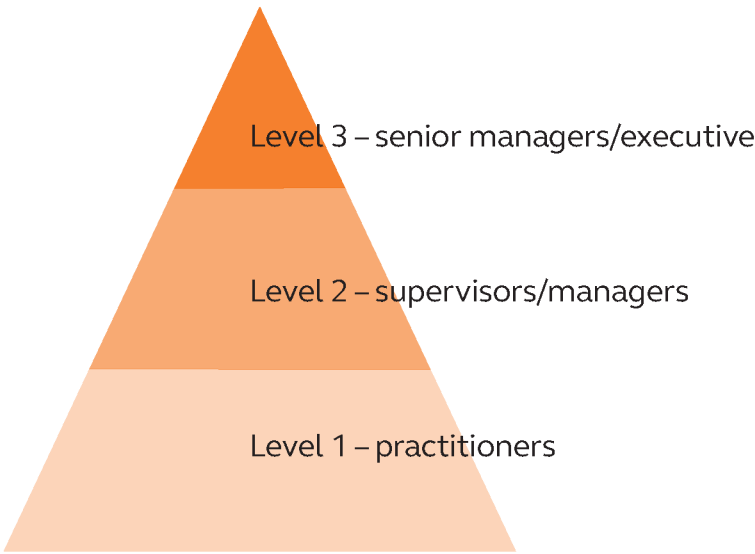 Level 3 – senior managers/executive
Level 2 – supervisors/managers
Level 1 – practitioners